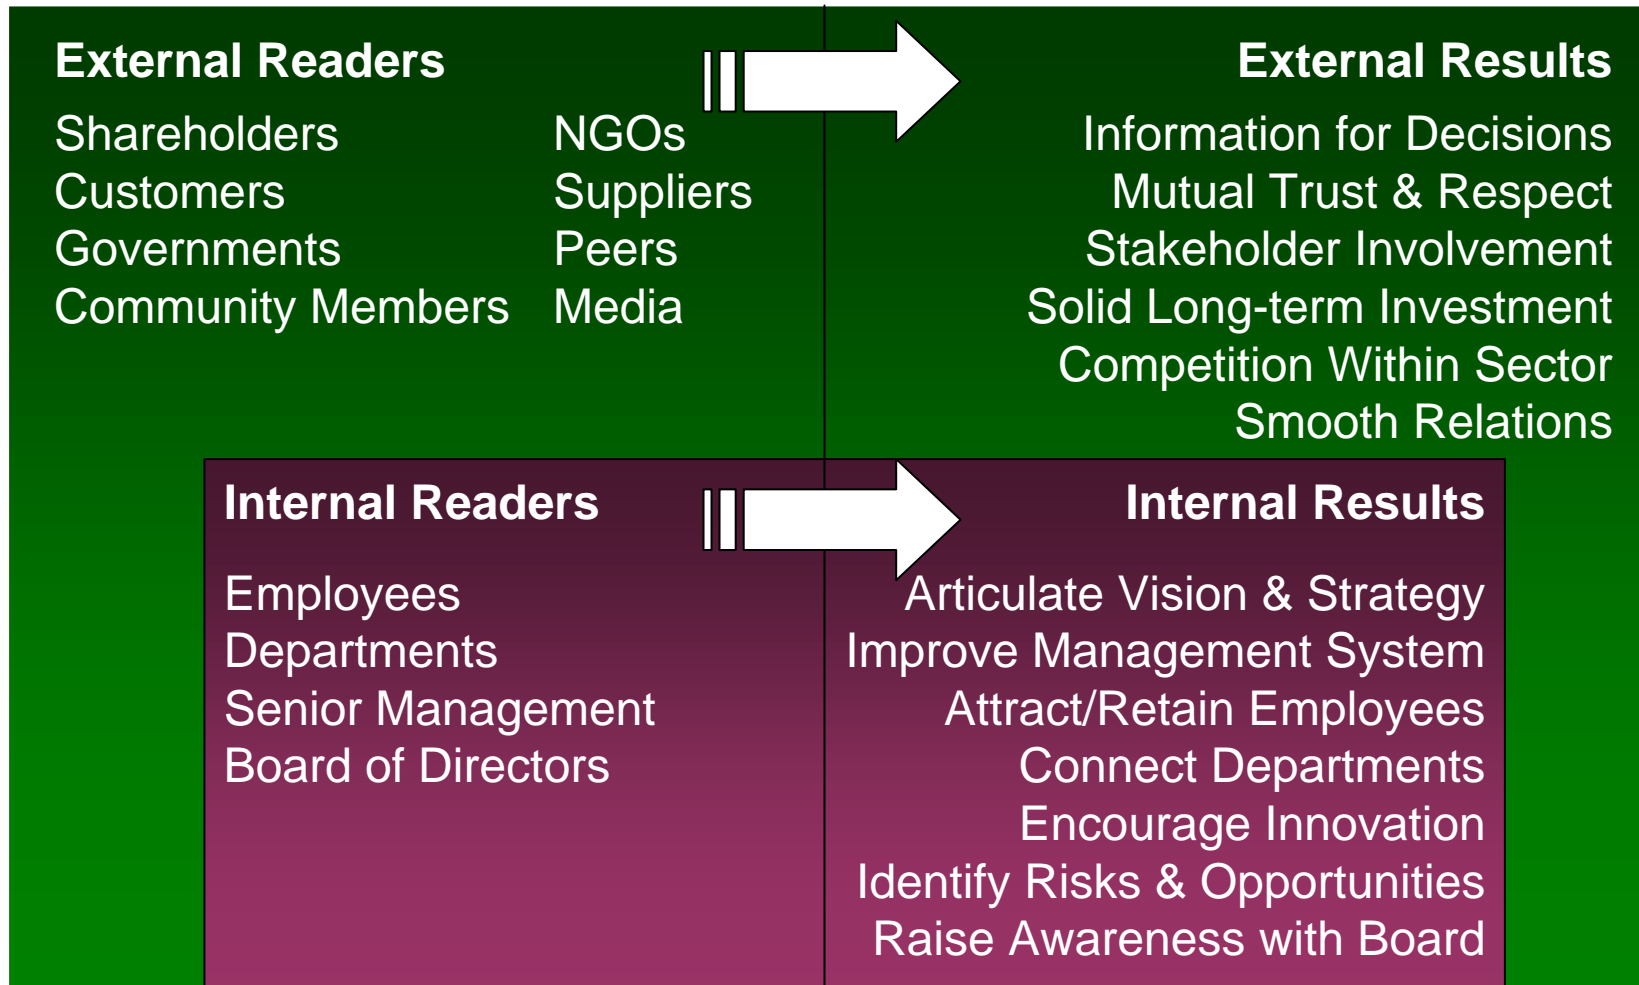 External Readers
Shareholders
Customers
Governments
Community Members
NGOs
Suppliers
Peers
Media
External Results
Information for Decisions
Mutual Trust & Respect
Stakeholder Involvement
Solid Long-term Investment
Competition Within Sector
Smooth Relations
Internal Readers
Employees
Departments
Senior Management
Board of Directors
Internal Results
Articulate Vision & Strategy
Improve Management System
Attract/Retain Employees
Connect Departments
Encourage Innovation
Identify Risks & Opportunities
Raise Awareness with Board